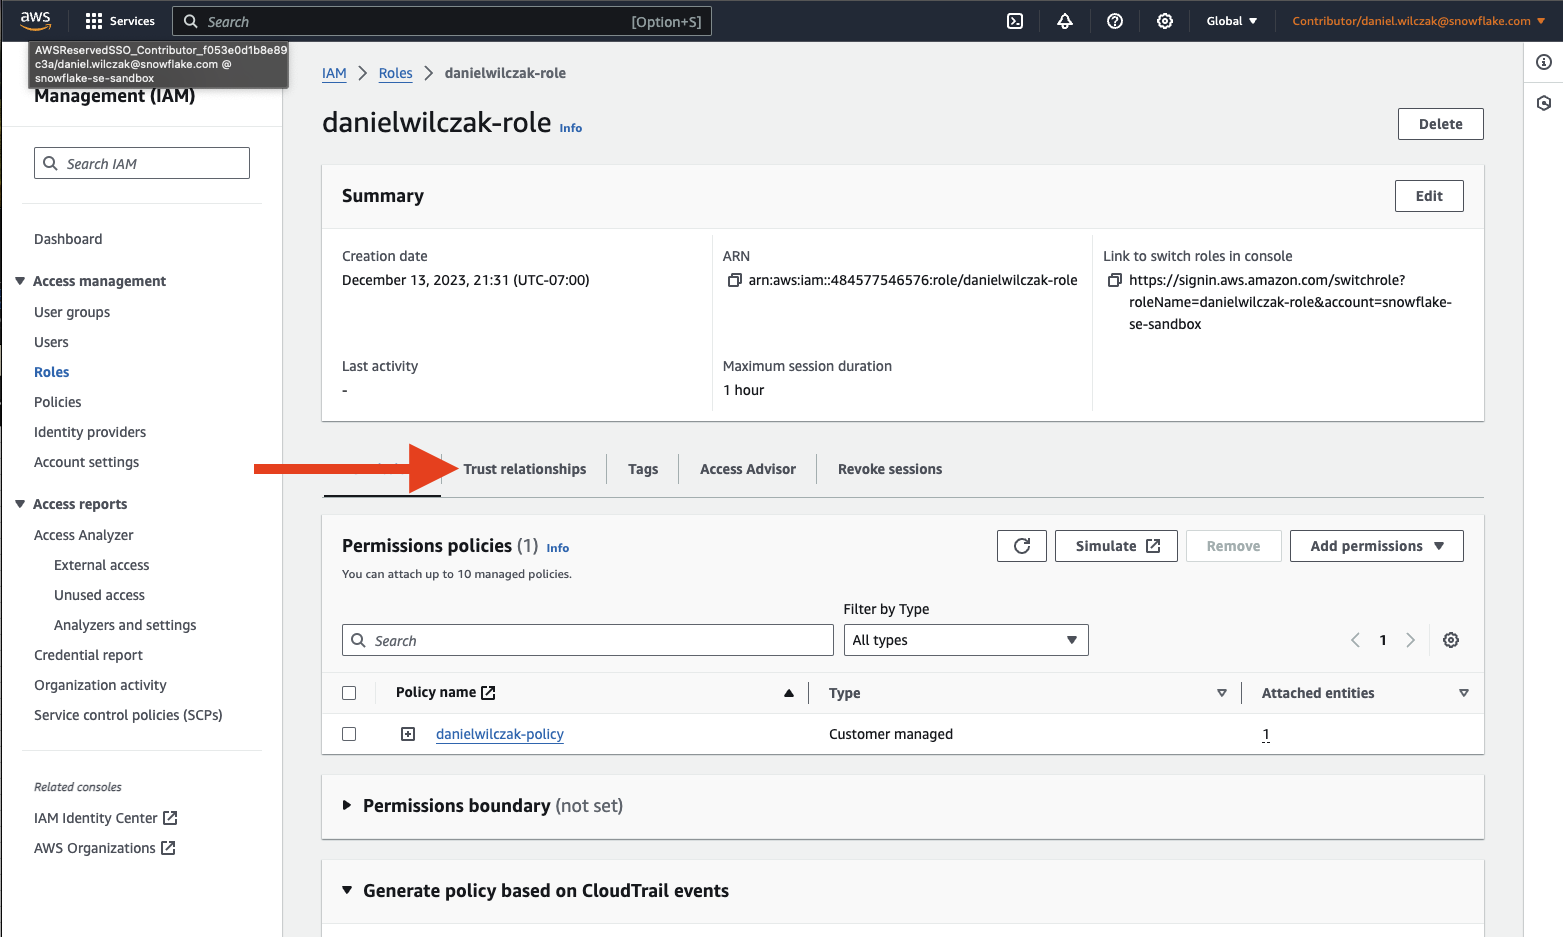 aws
Services
Search
[Option+S]
Global
Contributor/daniel.wilczak@snowflake.com
AWSReservedSSO_Contributor_f053e0d1b8e89
c3a/daniel.wilczak@snowflake.com @
snowflake-se-sandbox
Management (IAM)
Search IAM
Dashboard
Access management
User groups
Users
Roles
Policies
Identity providers
Account settings
Access reports
Access Analyzer
External access
Unused access
Analyzers and settings
Credential report
Organization activity
Service control policies (SCPs)
Related consoles
IAM Identity Center
AWS Organizations
IAM
Roles
danielwilczak-role
danielwilczak-role Info
Delete
Summary
Edit
Creation date
December 13, 2023, 21:31 (UTC-07:00)
ARN
arn:aws:iam::484577546576:role/danielwilczak-role
Link to switch roles in console
https://signin.aws.amazon.com/switchrole?
roleName=danielwilczak-role&account=snowflake-
se-sandbox
Last activity
-
Maximum session duration
1 hour
Trust relationships
Tags
Access Advisor
Revoke sessions
Permissions policies (1) Info
You can attach up to 10 managed policies.
Simulate
Remove
Add permissions
Filter by Type
Search
All types
1
Policy name
Type
Attached entities
danielwilczak-policy
Customer managed
1
Permissions boundary (not set)
Generate policy based on CloudTrail events